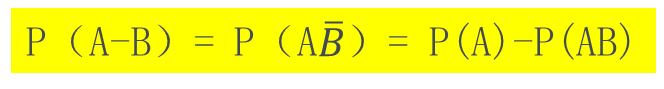 P（A-B）= P（AB̅）= P(A)-P(AB)